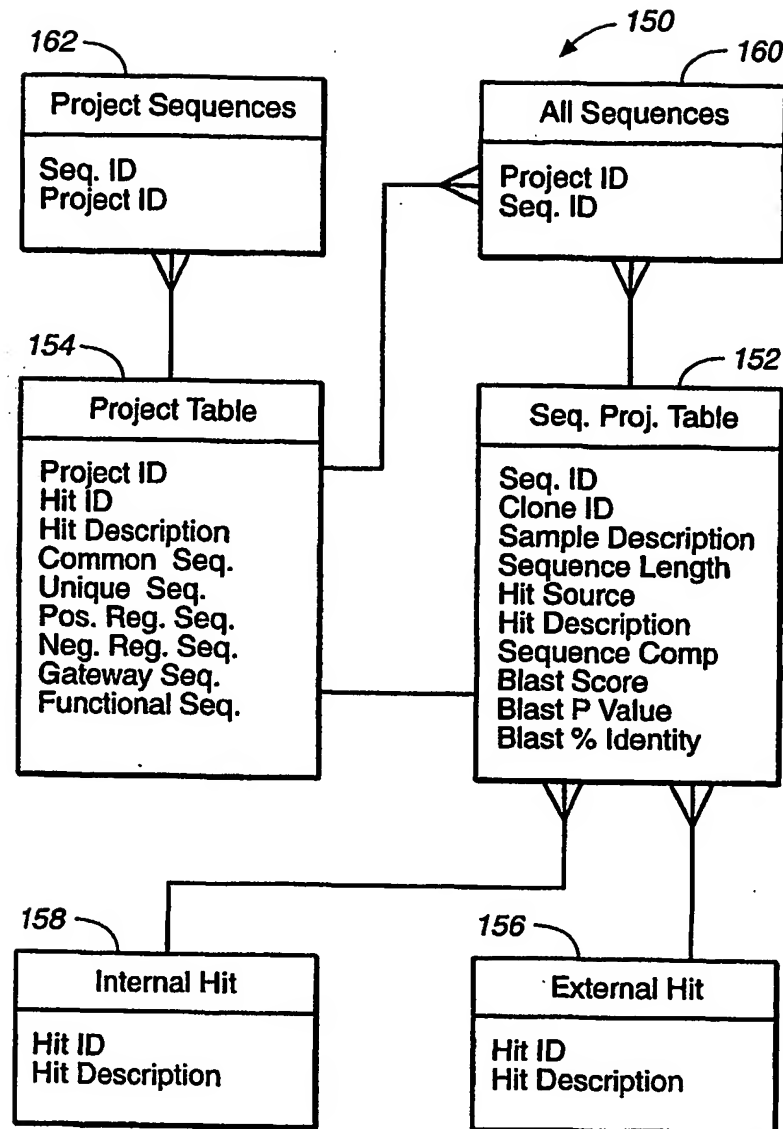 150
162
Project Sequences
Seq. ID
Project ID
160
All Sequences
Project ID
Seq. ID
154
Project Table
Project ID
Hit ID
Hit Description
Common Seq.
Unique Seq.
Pos. Reg. Seq.
Neg. Reg. Seq.
Gateway Seq.
Functional Seq.
152
Seq. Proj. Table
Seq. ID
Clone ID
Sample Description
Sequence Length
Hit Source
Hit Description
Sequence Comp
Blast Score
Blast P Value
Blast % Identity
158
Internal Hit
Hit ID
Hit Description
156
External Hit
Hit ID
Hit Description